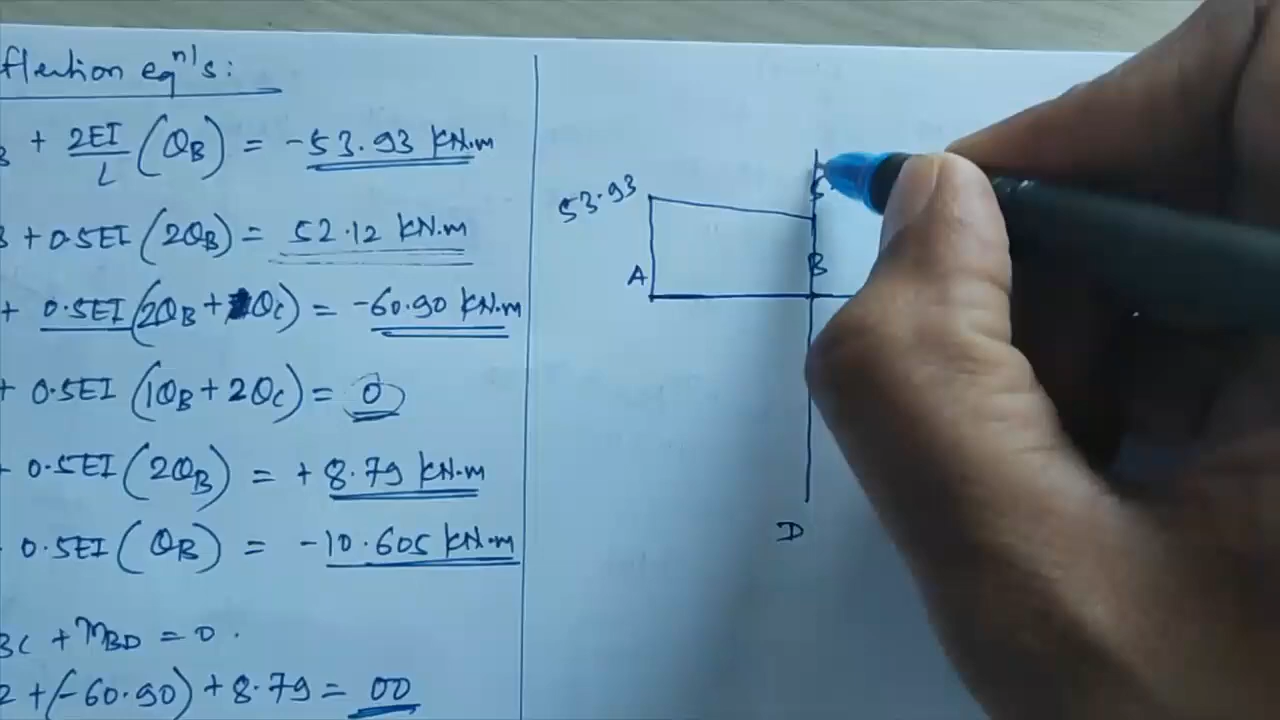 flection eqⁿ's:
B + 2EI/L (θB) = -53.93 kN.m
B + 0.5EI (2θB) = 52.12 kN.m
+ 0.5EI (2θB + θC) = -60.90 kN.m
+ 0.5EI (1θB + 2θC) = 0
0.5EI (2θB) = + 8.79 kN.m
0.5EI (θB) = -10.605 kN.m
BC + MBD = 0.
2 + (-60.90) + 8.79 = 00
53.93
A
B
D